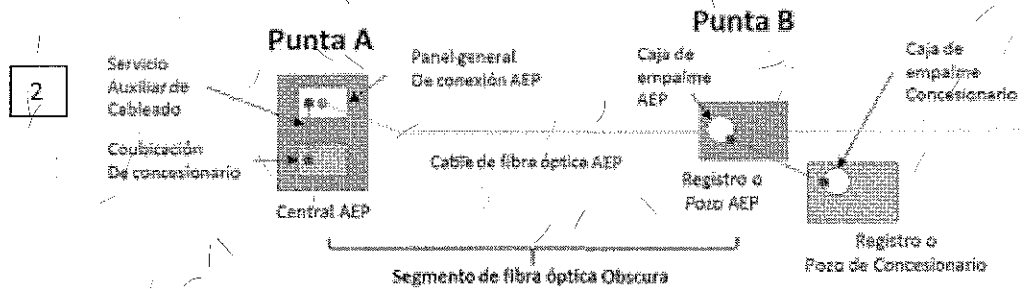 2
Punta A
Punta B
Servicio
Auxiliar de
Cableado
Coubicación
De concesionario
Panel general
De conexión AEP
Central AEP
Cable de fibra óptica AEP
Caja de
empalme
AEP
Registro o
Pozo AEP
Caja de
empalme
Concesionario
Registro o
Pozo de Concesionario
Segmento de fibra óptica Obscura